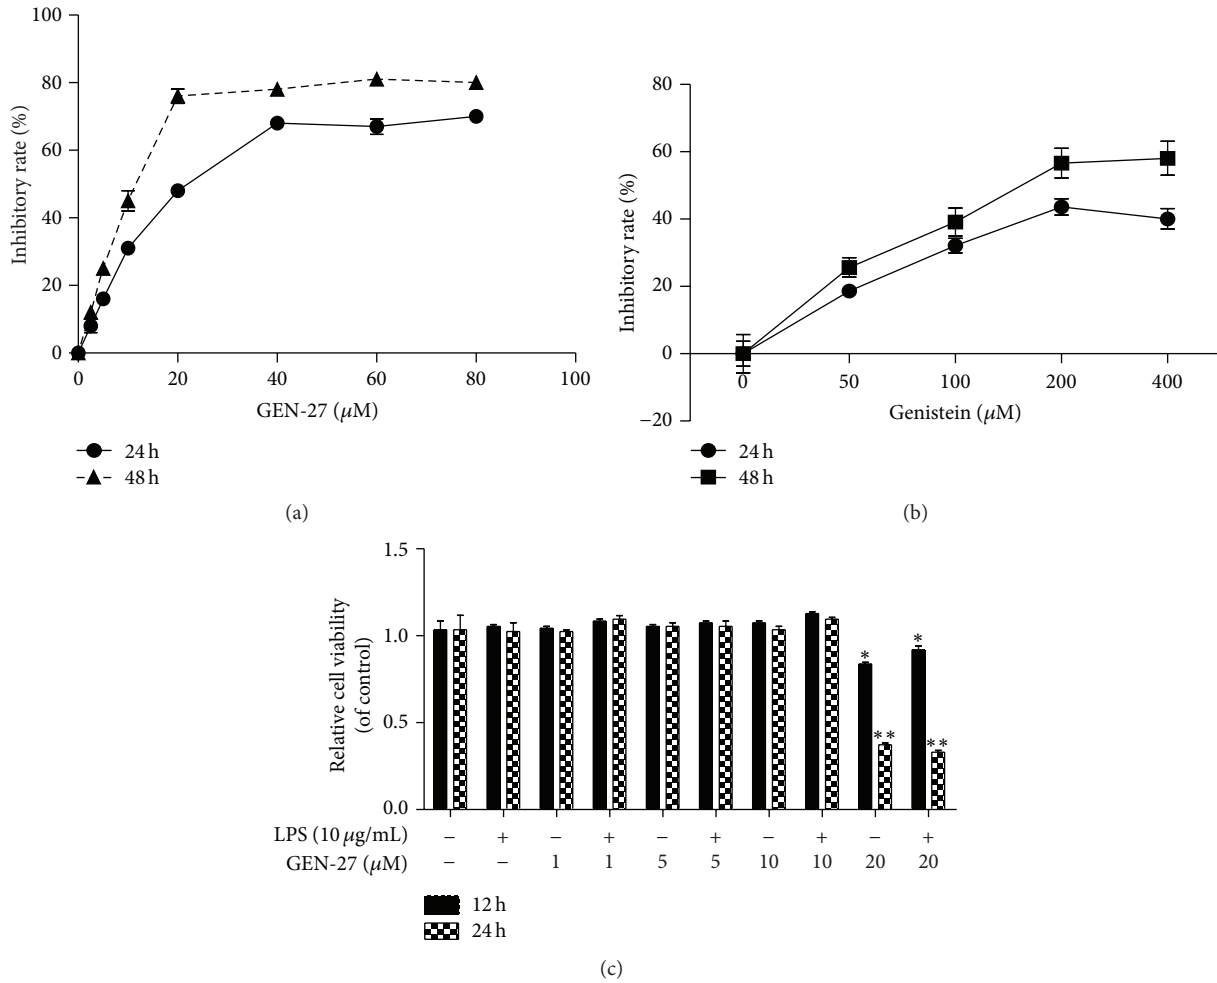 100
80
60
40
20
0
Inhibitory rate (%)
0 20 40 60 80 100
GEN-27 (μM)
24 h
48 h
(a)
80
60
40
20
0
−20
Inhibitory rate (%)
0 50 100 200 400
Genistein (μM)
24 h
48 h
(b)
1.5
1.0
0.5
0.0
Relative cell viability
(of control)
* **
* **
LPS (10 μg/mL) − + − + − + − + − +
GEN-27 (μM) − − 1 1 5 5 10 10 20 20
12 h
24 h
(c)